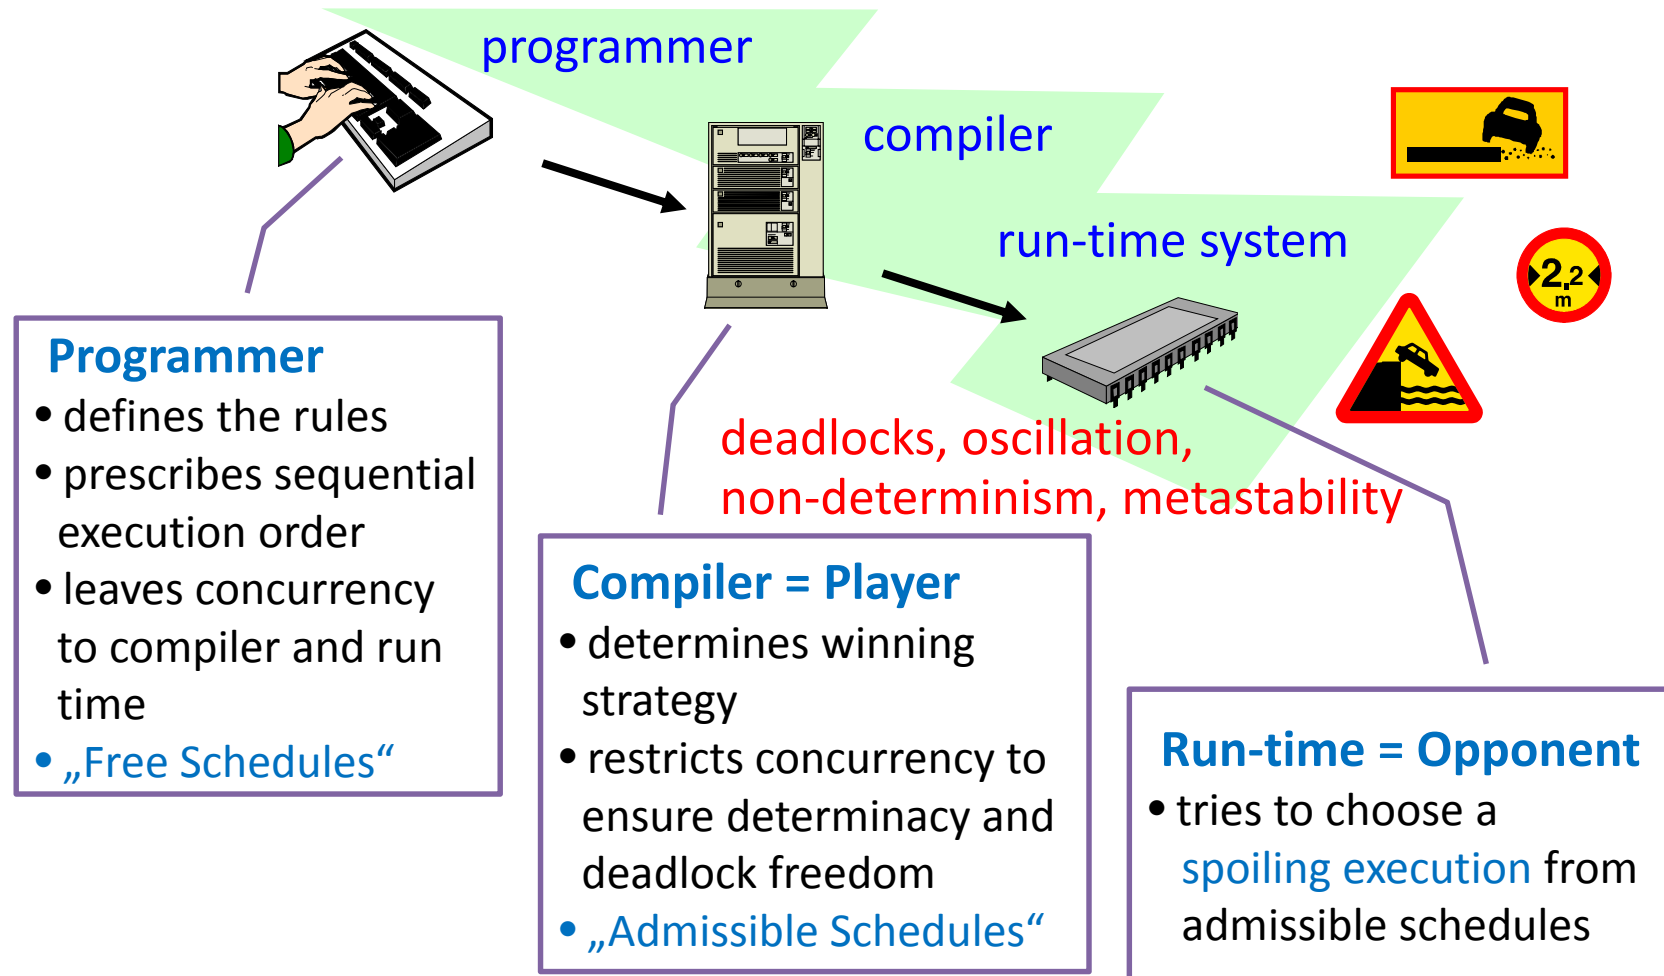 programmer
compiler
run-time system
2.2
m
deadlocks, oscillation,
non-determinism, metastability
Programmer
• defines the rules
• prescribes sequential
execution order
• leaves concurrency
to compiler and run
time
• „Free Schedules“
Compiler = Player
• determines winning
strategy
• restricts concurrency to
ensure determinacy and
deadlock freedom
• „Admissible Schedules“
Run-time = Opponent
• tries to choose a
spoiling execution from
admissible schedules